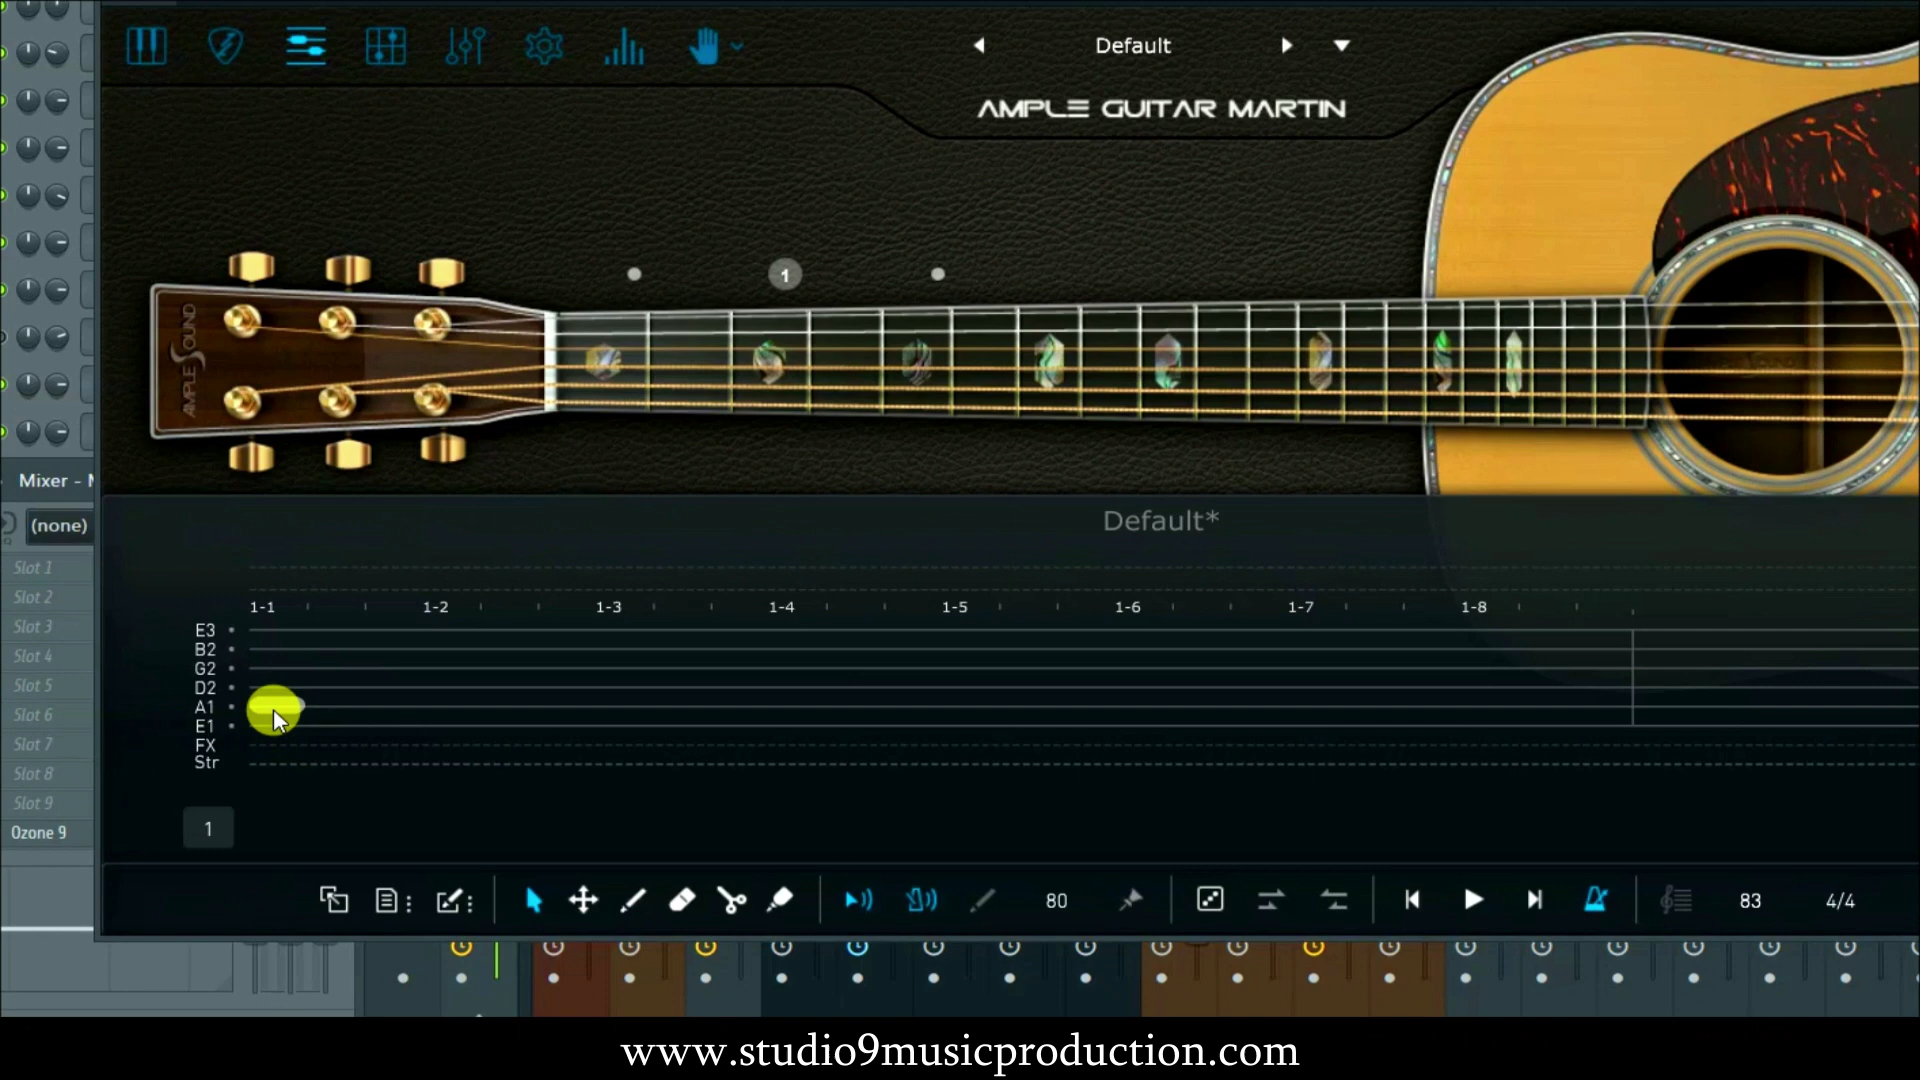 Default
AMPLE GUITAR MARTIN
1
AMPLE SOUND
Mixer - M
(none)
Default*
Slot 1
Slot 2
Slot 3
Slot 4
Slot 5
Slot 6
Slot 7
Slot 8
Slot 9
Ozone 9
1-1 1-2 1-3 1-4 1-5 1-6 1-7 1-8
E3
B2
G2
D2
A1
E1
FX
Str
1
80
83
4/4
www.studio9musicproduction.com